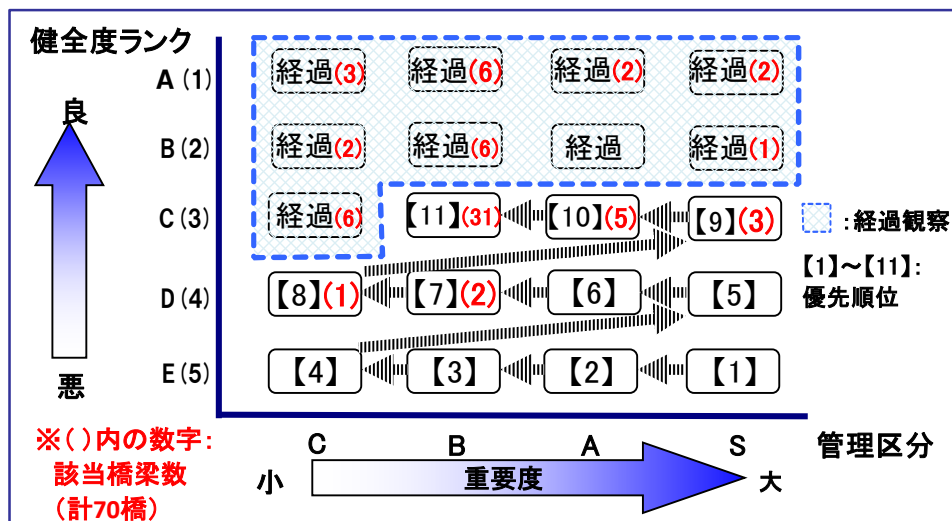 健全度ランク
A(1) 経過(3) 経過(6) 経過(2) 経過(2)
良
B(2) 経過(2) 経過(6) 経過 経過(1)
C(3) 経過(6) 【11】(31) 【10】(5) 【9】(3)
:経過観察
【1】～【11】:
優先順位
D(4) 【8】(1) 【7】(2) 【6】 【5】
E(5) 【4】 【3】 【2】 【1】
悪
※( )内の数字:
該当橋梁数
(計70橋)
C B A S 管理区分
小 重要度 大